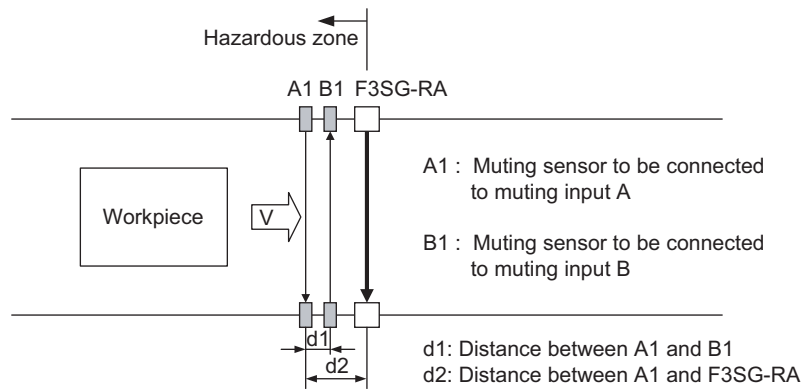 Hazardous zone
A1 B1 F3SG-RA
A1 : Muting sensor to be connected
to muting input A
Workpiece
V
B1 : Muting sensor to be connected
to muting input B
d1
d2
d1: Distance between A1 and B1
d2: Distance between A1 and F3SG-RA